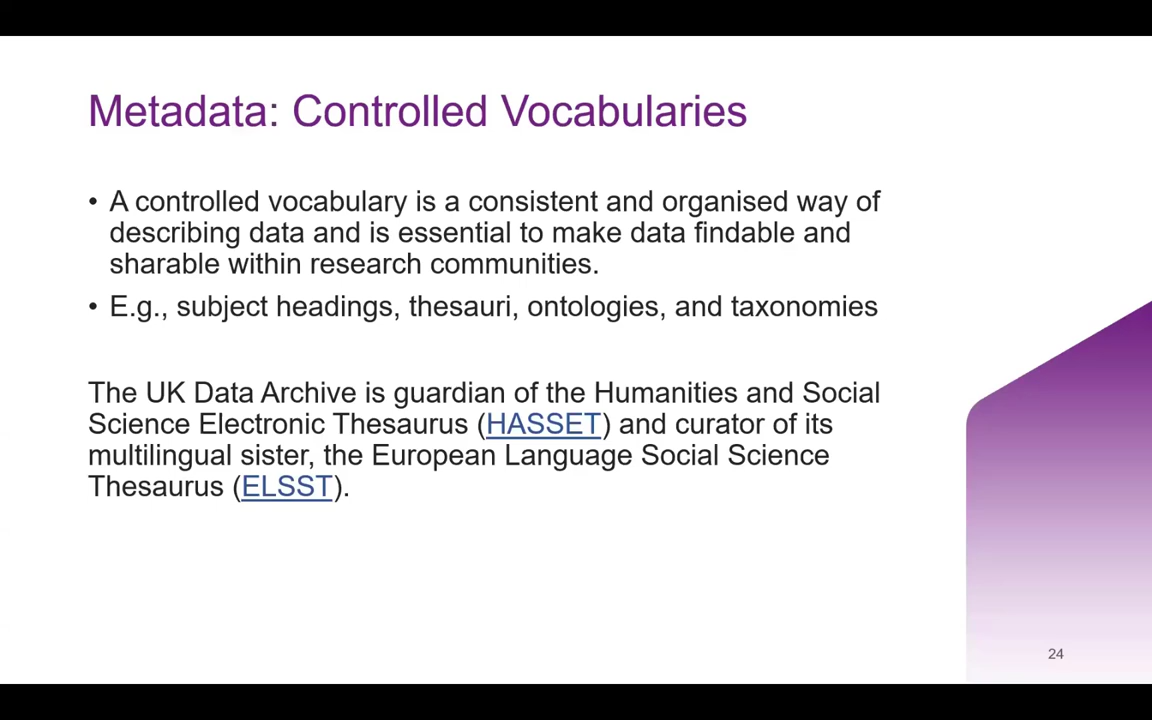 Metadata: Controlled Vocabularies
• A controlled vocabulary is a consistent and organised way of
describing data and is essential to make data findable and
sharable within research communities.
• E.g., subject headings, thesauri, ontologies, and taxonomies
The UK Data Archive is guardian of the Humanities and Social
Science Electronic Thesaurus (HASSET) and curator of its
multilingual sister, the European Language Social Science
Thesaurus (ELSST).
24